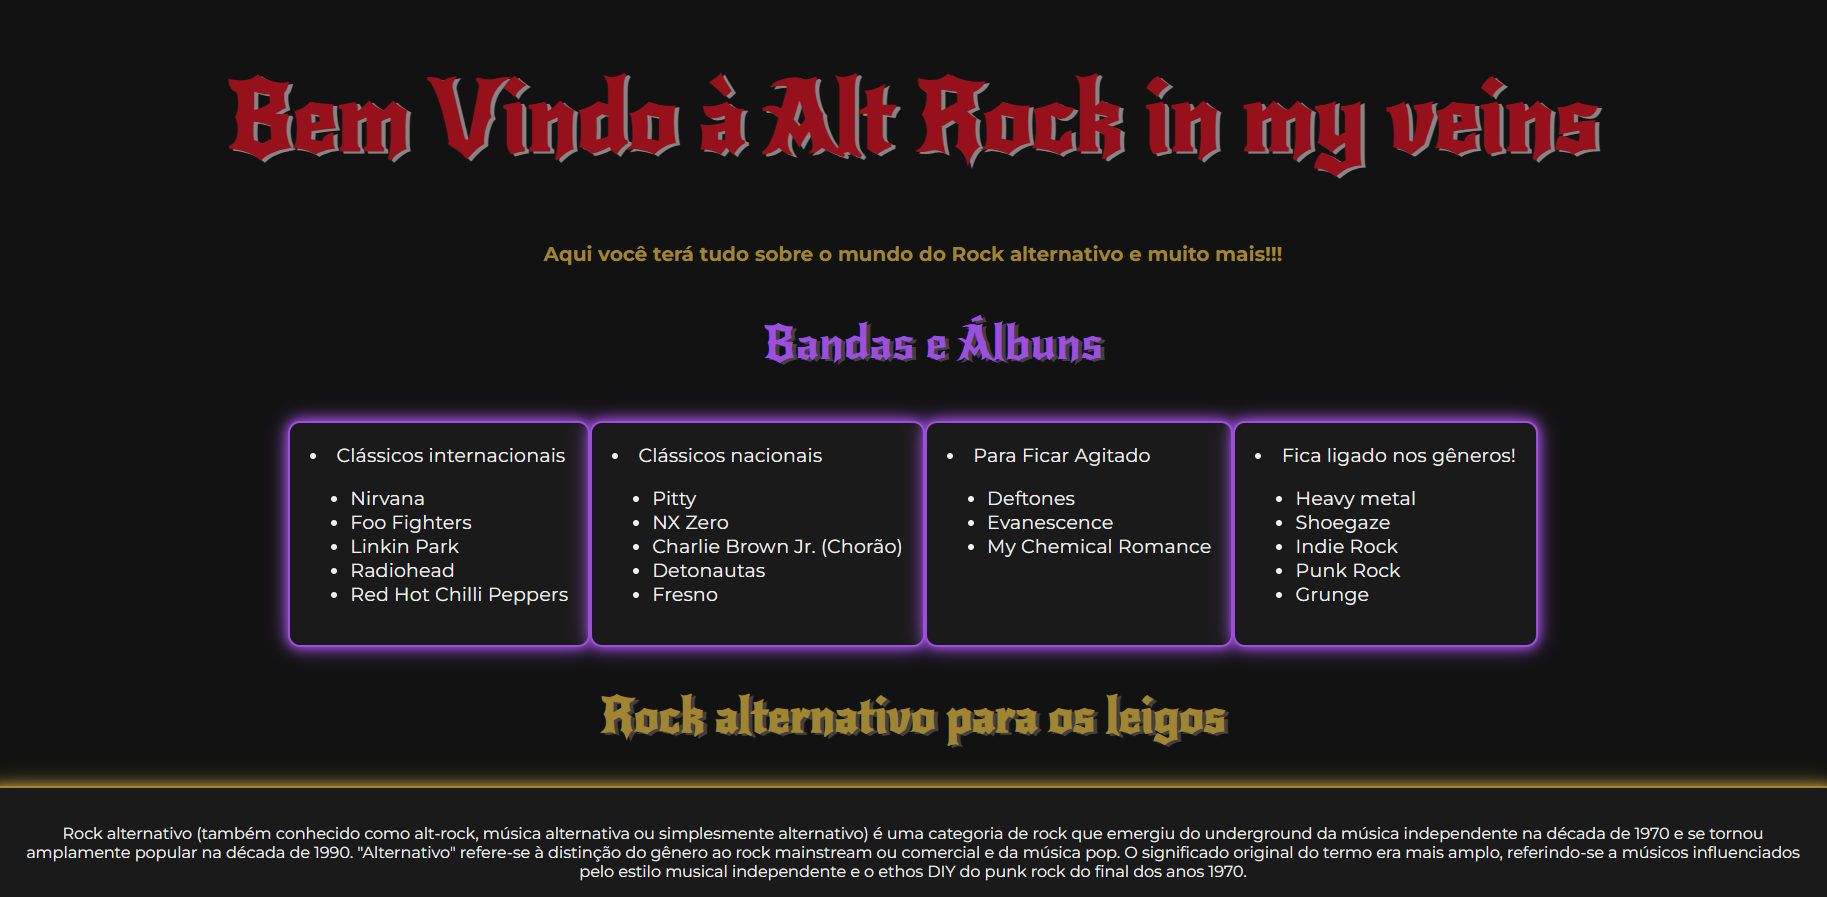 Bem Vindo à Alt Rock in my veins
Aqui você terá tudo sobre o mundo do Rock alternativo e muito mais!!!
Bandas e Álbuns
Clássicos internacionais
Nirvana
Foo Fighters
Linkin Park
Radiohead
Red Hot Chilli Peppers
Clássicos nacionais
Pitty
NX Zero
Charlie Brown Jr. (Chorão)
Detonautas
Fresno
Para Ficar Agitado
Deftones
Evanescence
My Chemical Romance
Fica ligado nos gêneros!
Heavy metal
Shoegaze
Indie Rock
Punk Rock
Grunge
Rock alternativo para os leigos
Rock alternativo (também conhecido como alt-rock, música alternativa ou simplesmente alternativo) é uma categoria de rock que emergiu do underground da música independente na década de 1970 e se tornou
amplamente popular na década de 1990. "Alternativo" refere-se à distinção do gênero ao rock mainstream ou comercial e da música pop. O significado original do termo era mais amplo, referindo-se a músicos influenciados
pelo estilo musical independente e o ethos DIY do punk rock do final dos anos 1970.